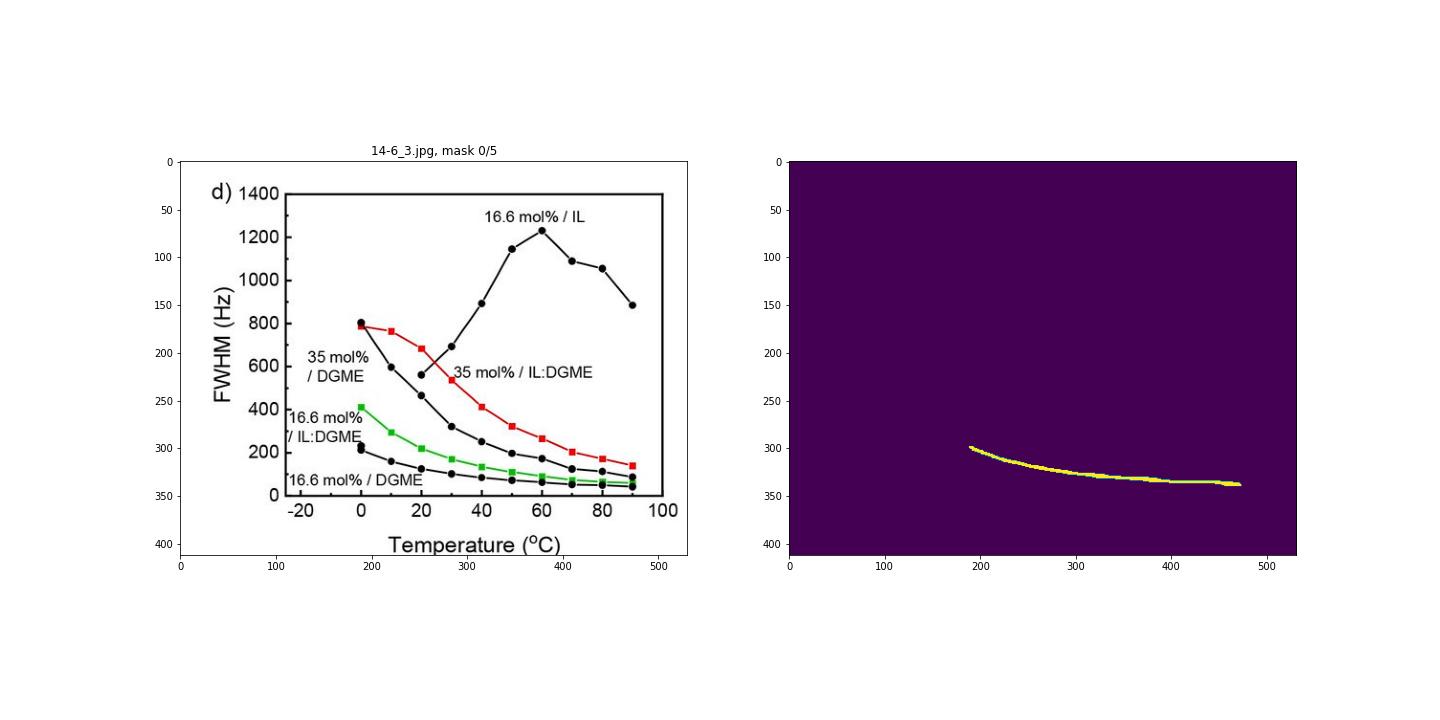 14-6_3.jpg, mask 0/5
d)
1400
1200
1000
800
600
400
200
0
FWHM (Hz)
16.6 mol% / IL
35 mol%
/ DGME
35 mol% / IL:DGME
16.6 mol%
/ IL:DGME
16.6 mol% / DGME
-20 0 20 40 60 80 100
Temperature (°C)
0
50
100
150
200
250
300
350
400
0 100 200 300 400 500
0
50
100
150
200
250
300
350
400
0 100 200 300 400 500